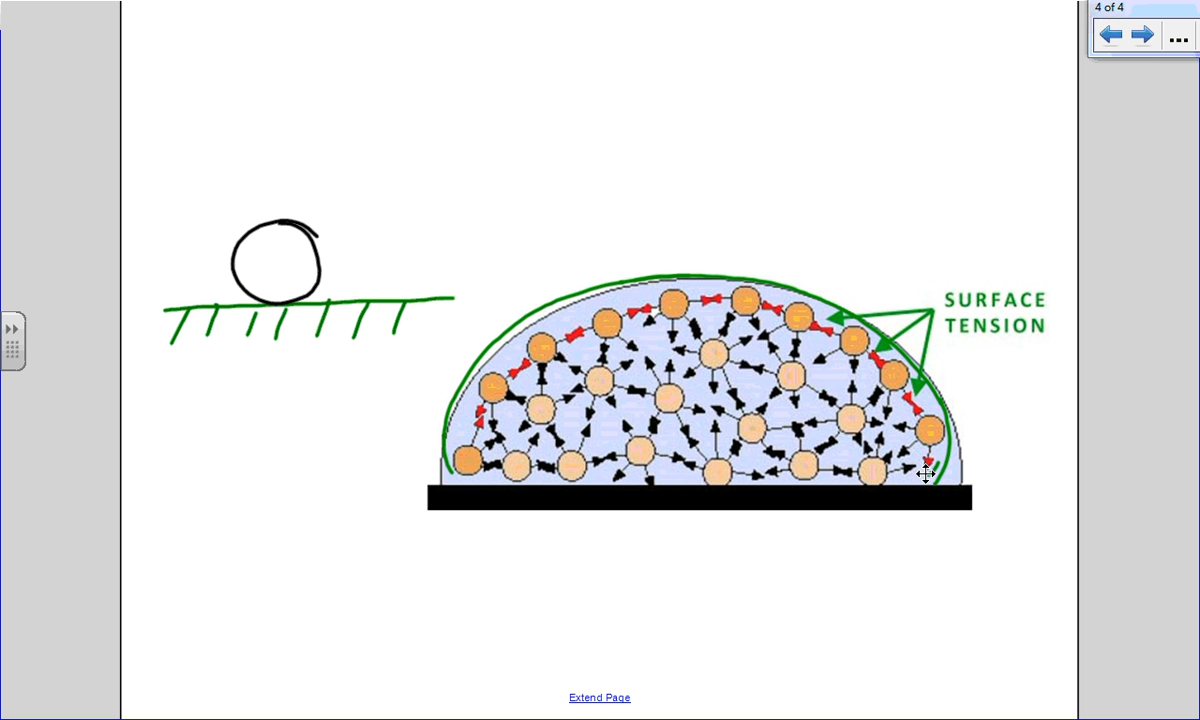 4 of 4
...
SURFACE
TENSION
Extend Page